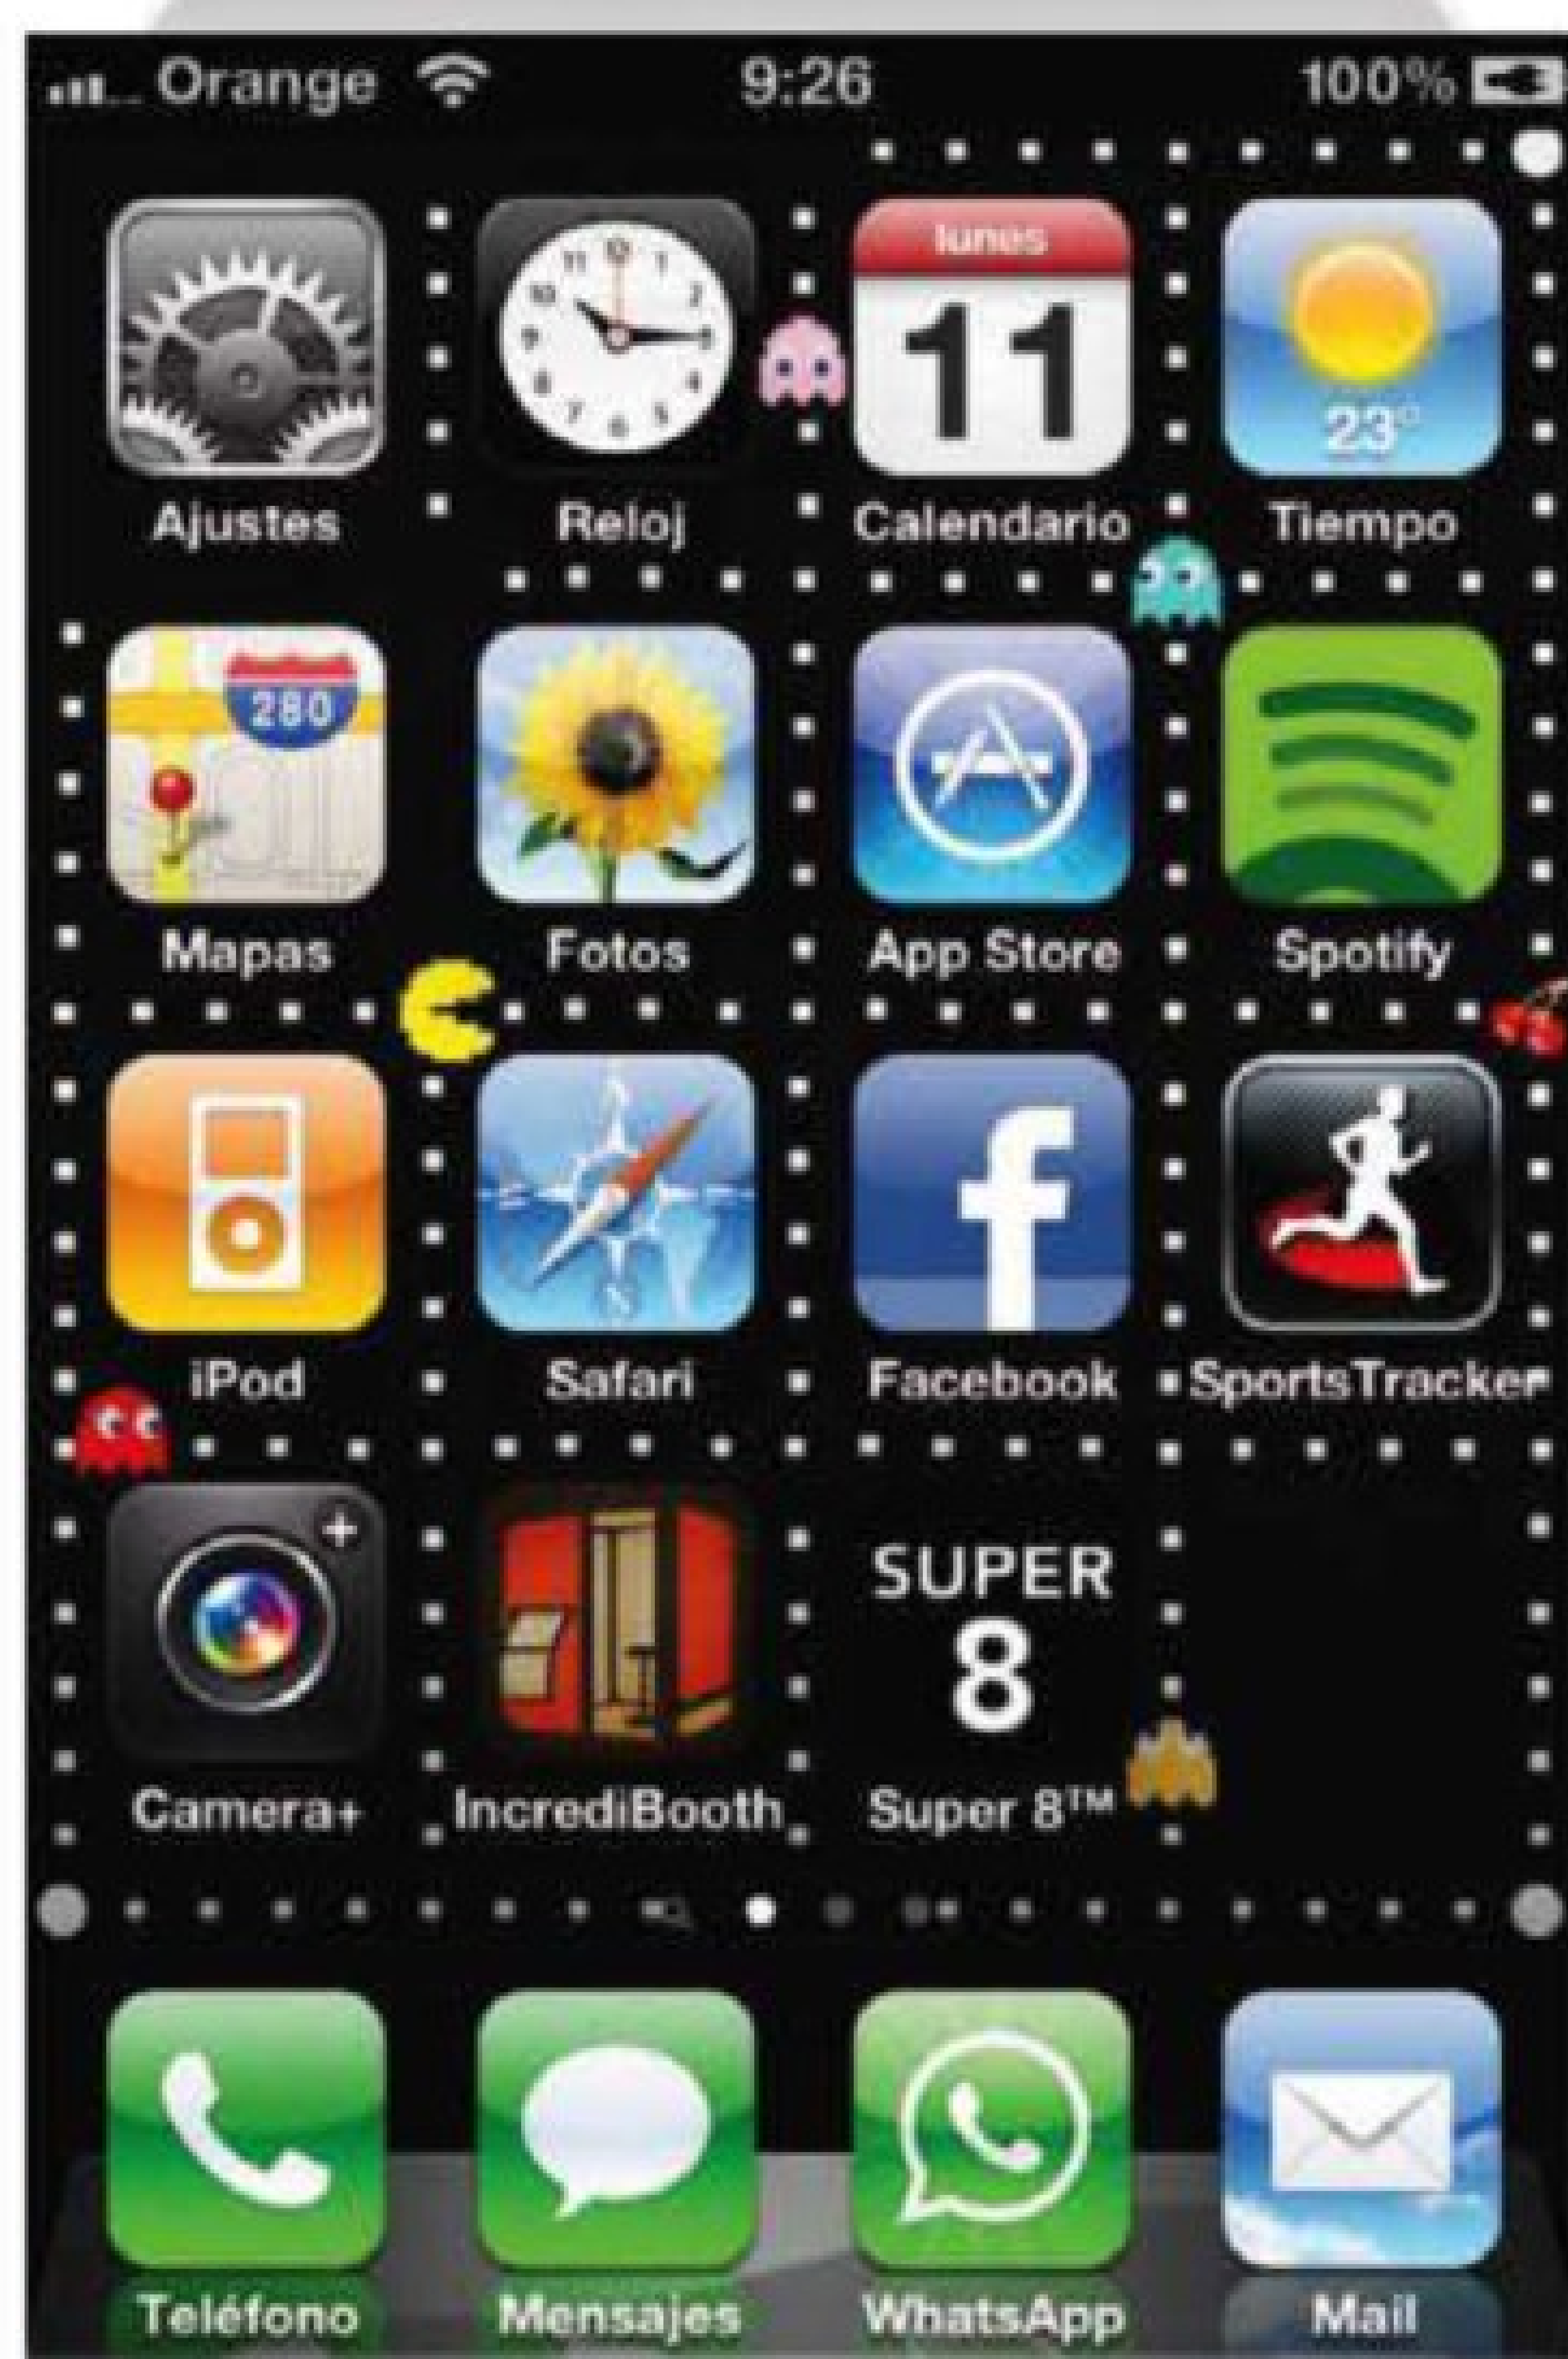 Orange 9:26 100%
lunes
11
23°
Ajustes Reloj Calendario Tiempo
280
Mapas Fotos App Store Spotify
f
iPod Safari Facebook SportsTracker
+
SUPER
8
Camera+ IncrediBooth Super 8™
Teléfono Mensajes WhatsApp Mail